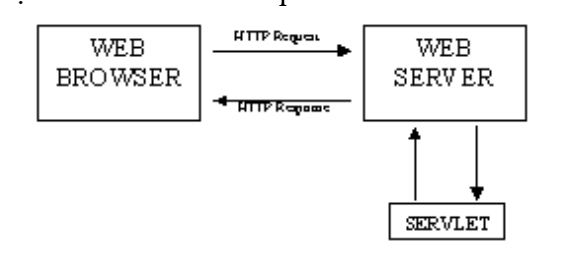 HTTP Request
WEB
BROWSER
WEB
SERVER
HTTP Response
SERVLET